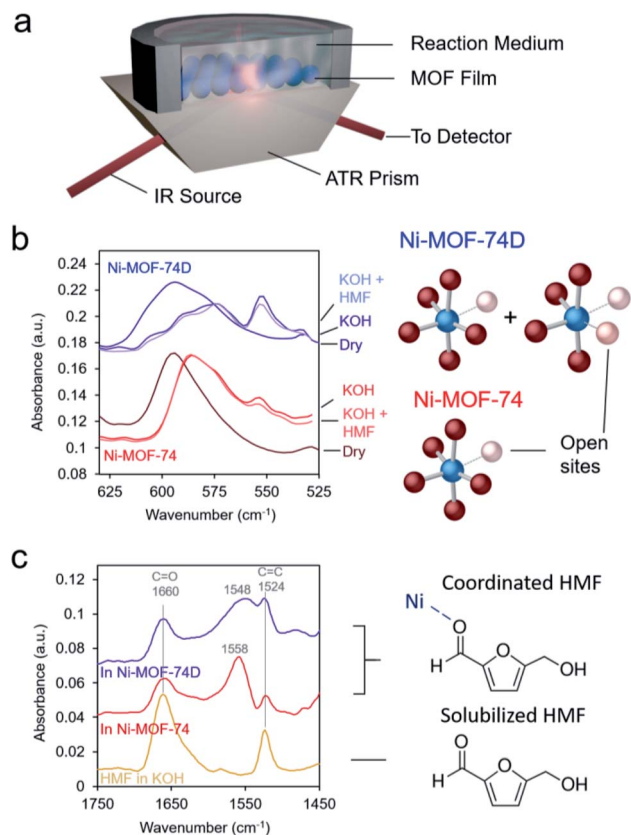 a
Reaction Medium
MOF Film
To Detector
ATR Prism
IR Source
b
Absorbance (a.u.)
0.24
0.22
0.2
0.18
0.16
0.14
0.12
0.1
0.08
Ni-MOF-74D
Ni-MOF-74
625 600 575 550 525
Wavenumber (cm-1)
KOH +
HMF
KOH
Dry
KOH
KOH +
HMF
Dry
Ni-MOF-74D
+
Ni-MOF-74
Open
sites
c
Absorbance (a.u.)
0.12
0.1
0.08
0.06
0.04
0.02
0
C=O
1660
1548
C=C
1524
1558
In Ni-MOF-74D
In Ni-MOF-74
HMF in KOH
1750 1650 1550 1450
Wavenumber (cm-1)
Coordinated HMF
Ni
O
H
O
OH
Solubilized HMF
O
H
O
OH